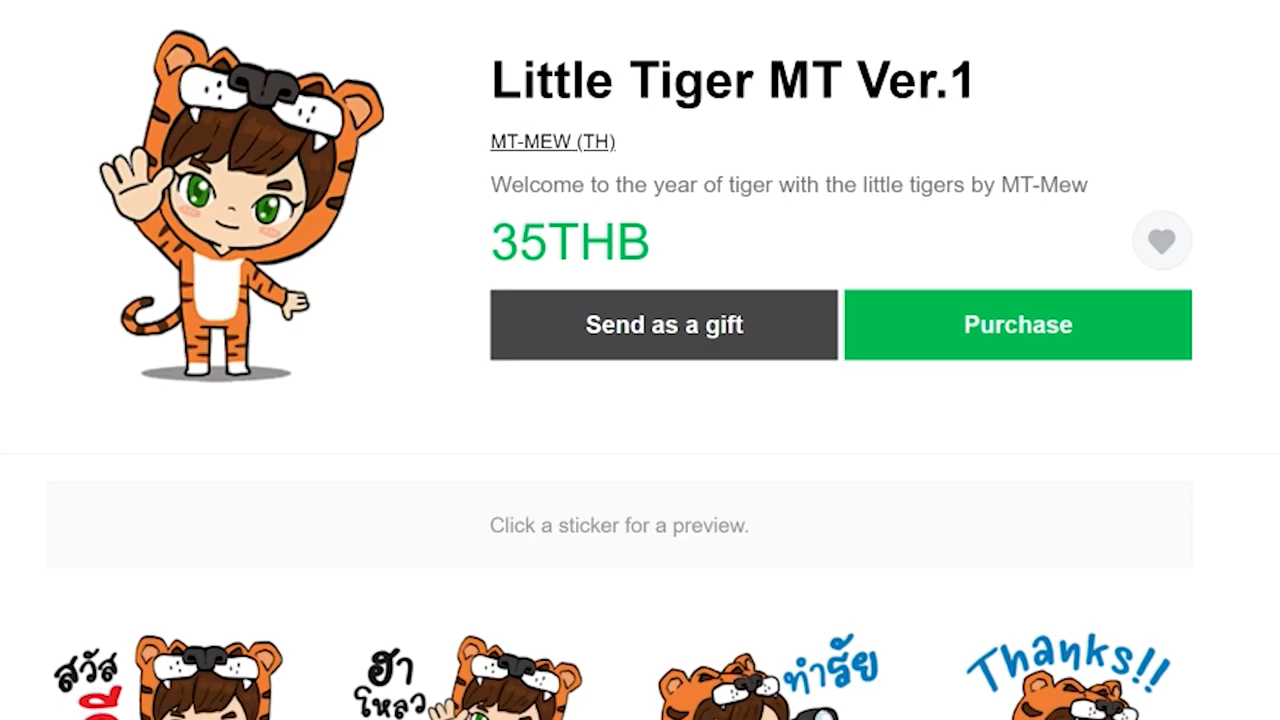 Little Tiger MT Ver.1
MT-MEW (TH)
Welcome to the year of tiger with the little tigers by MT-Mew
35THB
Send as a gift
Purchase
Click a sticker for a preview.
สวัส
ฮา
โหลว
ทำรัย
Thanks!!